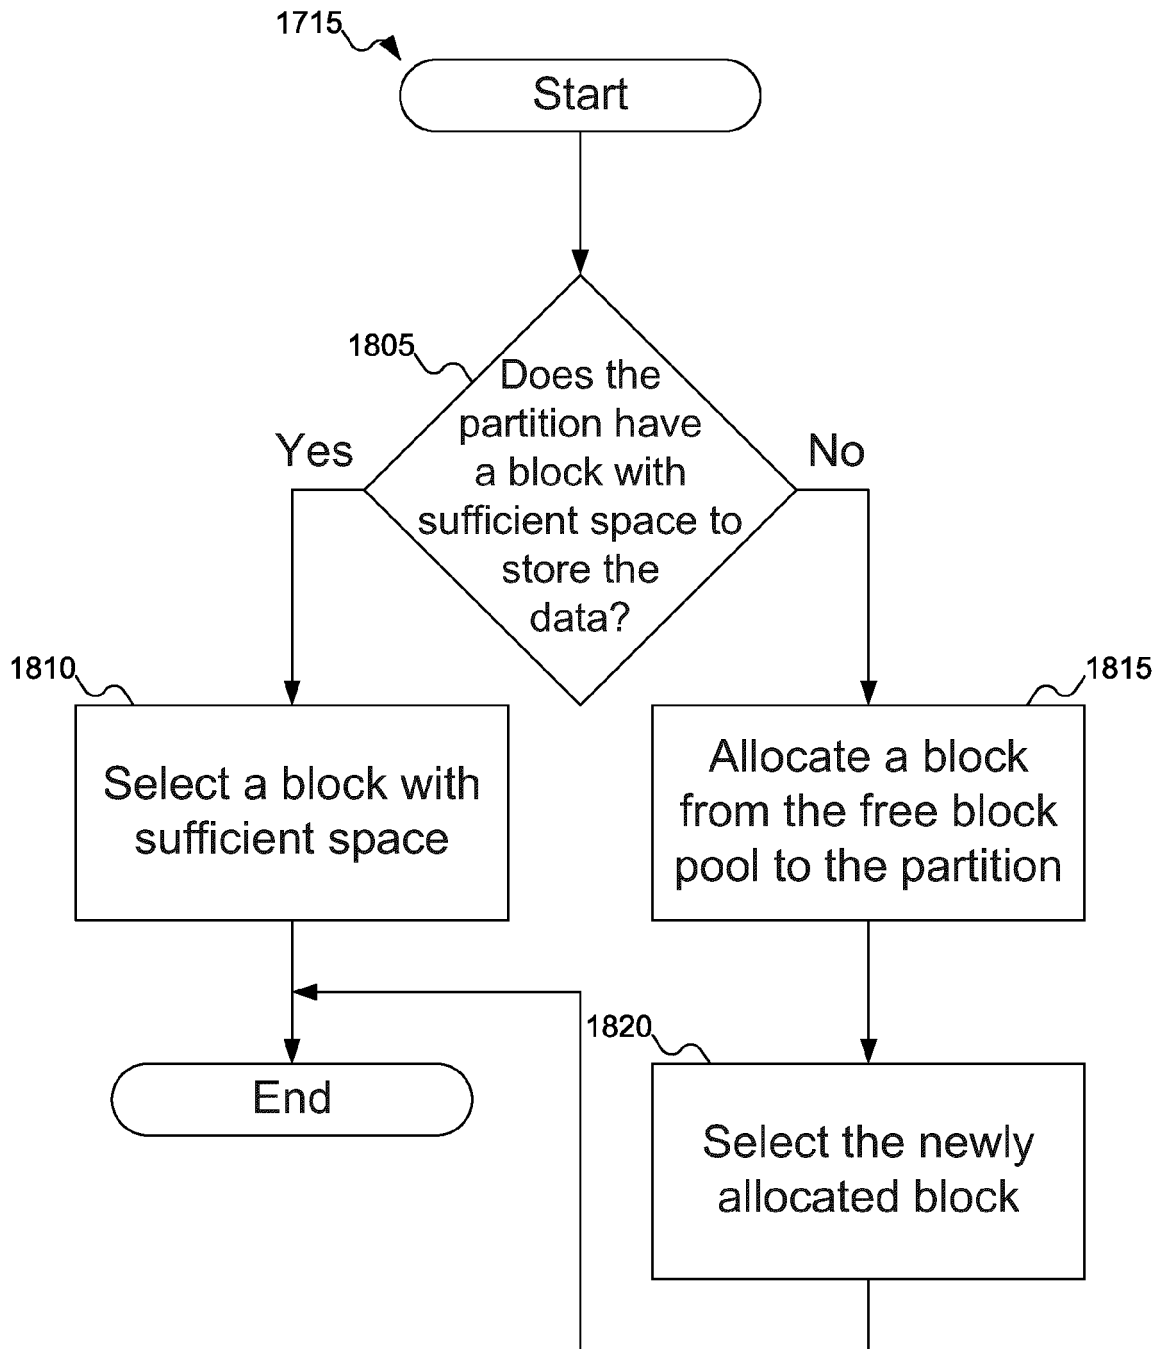 1715
Start
1805
Does the
partition have
a block with
sufficient space to
store the
data?
Yes
No
1810
Select a block with
sufficient space
1815
Allocate a block
from the free block
pool to the partition
1820
Select the newly
allocated block
End